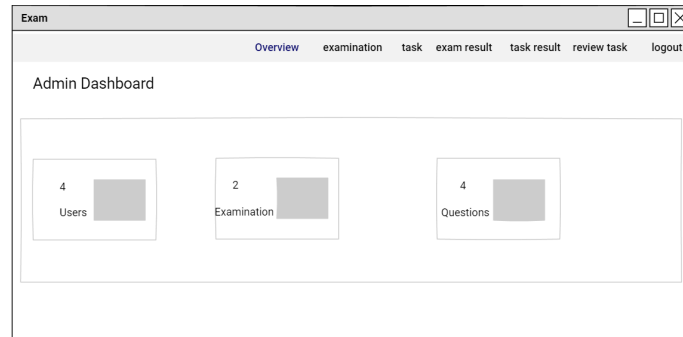 Exam
Overview examination task exam result task result review task logout
Admin Dashboard
4 2 4
Users Examination Questions